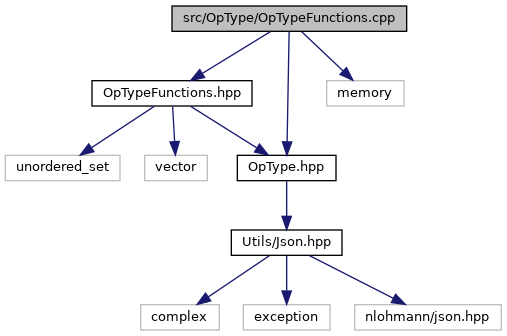 src/OpType/OpTypeFunctions.cpp
OpTypeFunctions.hpp
memory
unordered_set
vector
OpType.hpp
Utils/Json.hpp
complex
exception
nlohmann/json.hpp